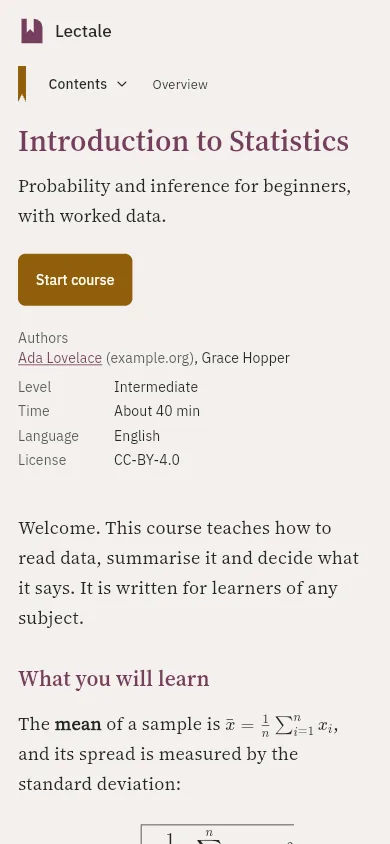 Lectale
Contents Overview
Introduction to Statistics
Probability and inference for beginners,
with worked data.
Start course
Authors
Ada Lovelace (example.org), Grace Hopper
Level Intermediate
Time About 40 min
Language English
License CC-BY-4.0
Welcome. This course teaches how to
read data, summarise it and decide what
it says. It is written for learners of any
subject.
What you will learn
The mean of a sample is x̄ = 1/n ∑ⁿᵢ₌₁ xᵢ,
and its spread is measured by the
standard deviation: